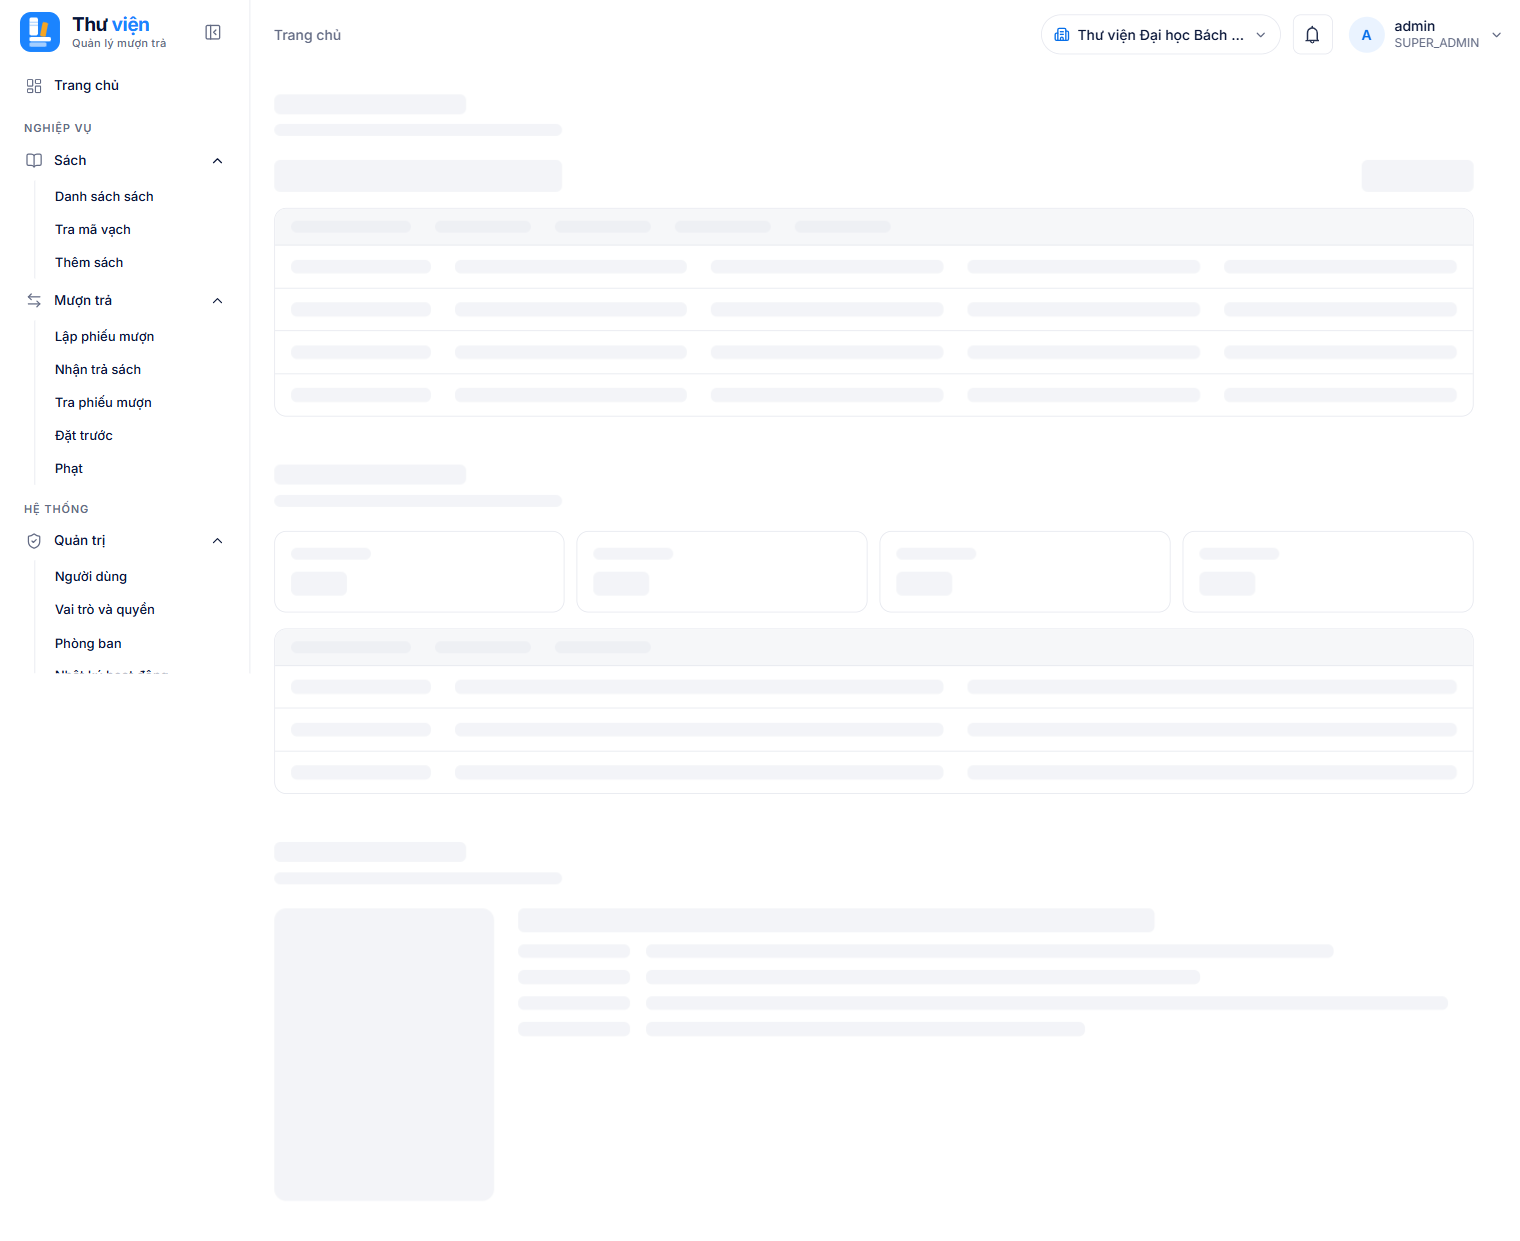 Thư viện
Quản lý mượn trả
Trang chủ
NGHIỆP VỤ
Sách
Danh sách sách
Tra mã vạch
Thêm sách
Mượn trả
Lập phiếu mượn
Nhận trả sách
Tra phiếu mượn
Đặt trước
Phạt
HỆ THỐNG
Quản trị
Người dùng
Vai trò và quyền
Phòng ban
Trang chủ
Thư viện Đại học Bách ...
A
admin
SUPER_ADMIN